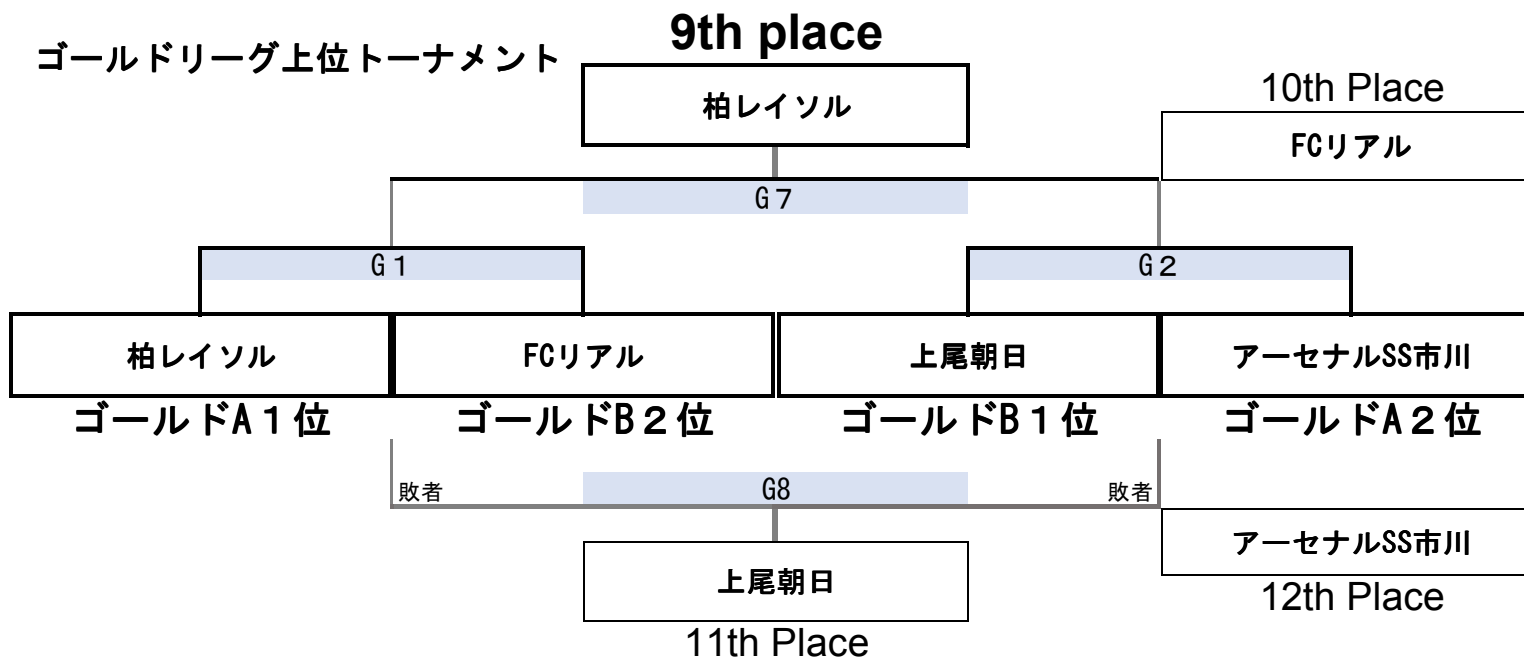 9th place
ゴールドリーグ上位トーナメント
柏レイソル
10th Place
FCリアル
G７
G１
G２
柏レイソル
FCリアル
上尾朝日
アーセナルSS市川
ゴールドA１位
ゴールドB２位
ゴールドB１位
ゴールドA２位
敗者
G8
敗者
上尾朝日
アーセナルSS市川
12th Place
11th Place